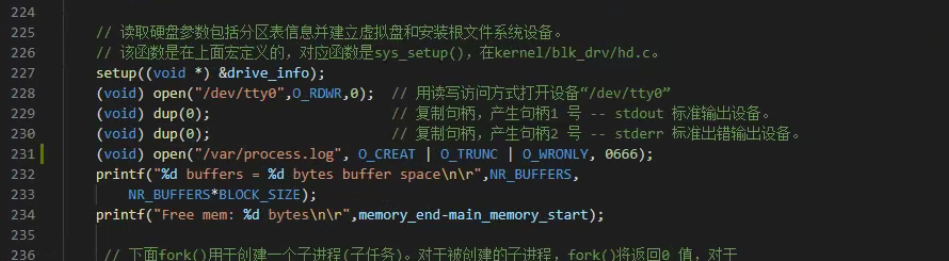 224
225 // 读取硬盘参数包括分区表信息并建立虚拟盘和安装根文件系统设备。
226 // 该函数是在上面宏定义的，对应函数是sys_setup()，在kernel/blk_drv/hd.c。
227 setup((void *) &drive_info);
228 (void) open("/dev/tty0",O_RDWR,0); // 用读写访问方式打开设备“/dev/tty0”
229 (void) dup(0); // 复制句柄，产生句柄1 号 -- stdout 标准输出设备。
230 (void) dup(0); // 复制句柄，产生句柄2 号 -- stderr 标准出错输出设备。
231 (void) open("/var/process.log", O_CREAT | O_TRUNC | O_WRONLY, 0666);
232 printf("%d buffers = %d bytes buffer space\n\r",NR_BUFFERS,
233 NR_BUFFERS*BLOCK_SIZE);
234 printf("Free mem: %d bytes\n\r",memory_end-main_memory_start);
235
236 // 下面fork()用于创建一个子进程(子任务)。对于被创建的子进程，fork()将返回0 值，对于